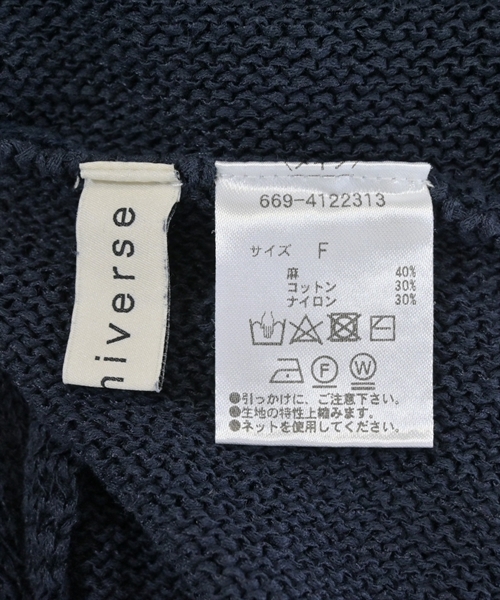 niverse
669-4122313
サイズ F
麻 40%
コットン 30%
ナイロン 30%
F W
●引っかけに、ご注意下さい。
●生地の特性上縮みます。
●ネットを使用してください。